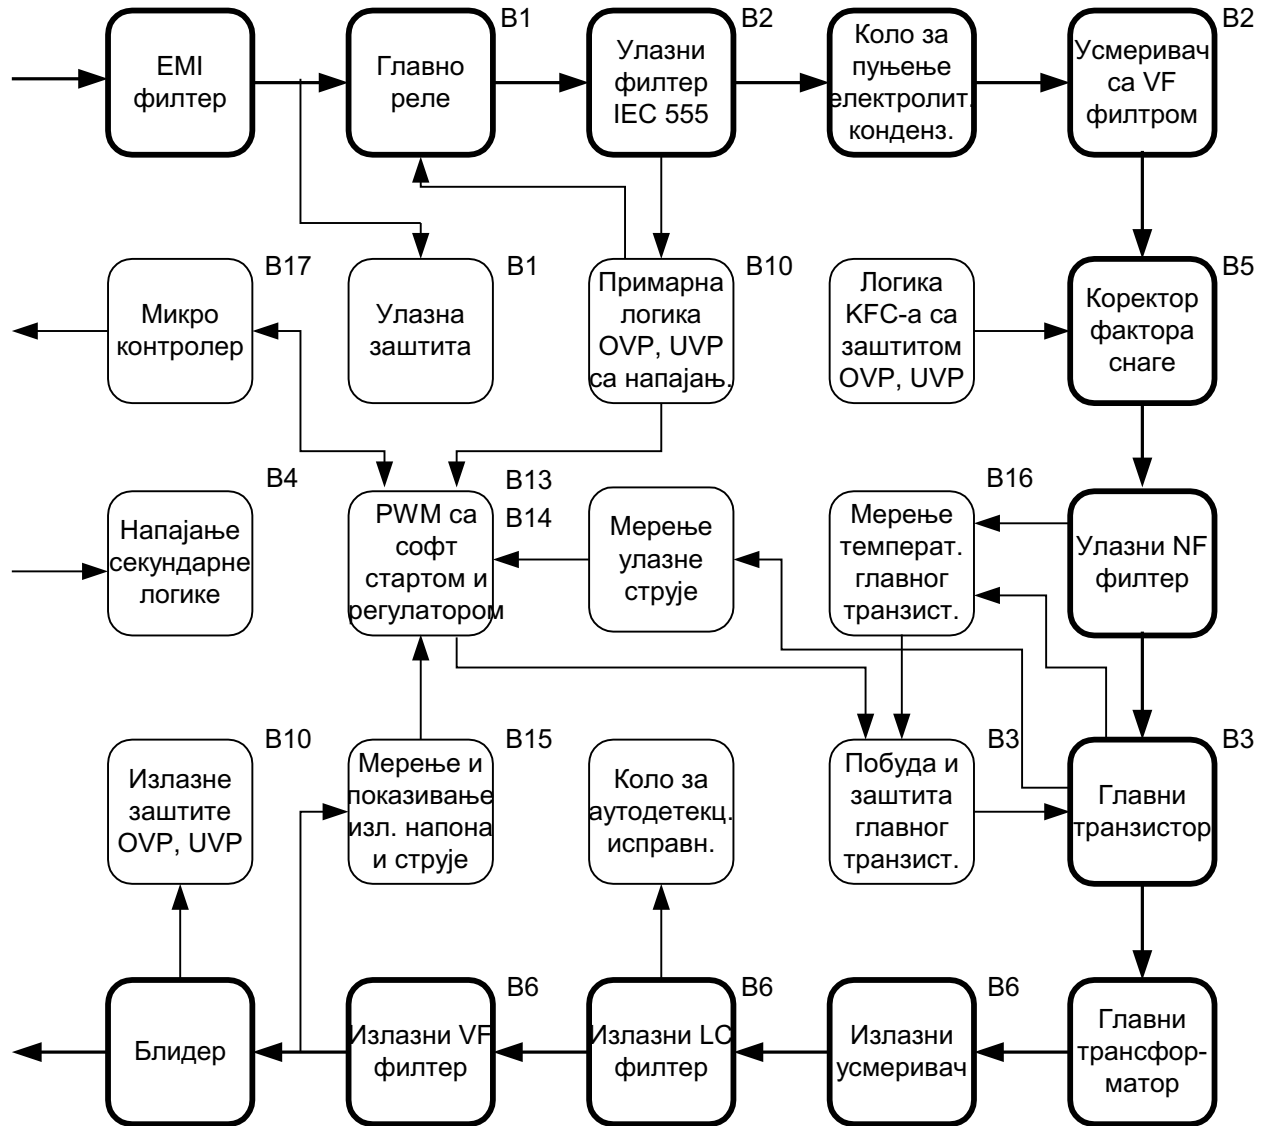 EMI
филтер
B1
Главно
реле
B2
Улазни
филтер
IEC 555
Коло за
пуњење
електролит.
конденз.
B2
Усмеривач
са VF
филтром
B17
Микро
контролер
B1
Улазна
заштита
B10
Примарна
логика
OVP, UVP
са напајањ.
Логика
KFC-а са
заштитом
OVP, UVP
B5
Коректор
фактора
снаге
B4
Напајање
секундарне
логике
B13
B14
PWM са
софт
стартом и
регулатором
Мерење
улазне
струје
B16
Мерење
температ.
главног
транзист.
Улазни NF
филтер
B10
Излазне
заштите
OVP, UVP
B15
Мерење и
показивање
изл. напона
и струје
Коло за
аутодетекц.
исправн.
B3
Побуда и
заштита
главног
транзист.
B3
Главни
транзистор
Блидер
B6
Излазни VF
филтер
B6
Излазни LC
филтер
B6
Излазни
усмеривач
Главни
трансфор-
матор